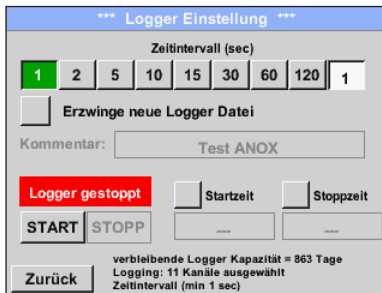 *** Logger Einstellung ***
Zeitintervall (sec)
1 2 5 10 15 30 60 120 1
Erzwinge neue Logger Datei
Kommentar: Test ANOX
Logger gestoppt Startzeit Stoppzeit
START STOPP --- ---
verbleibende Logger Kapazität = 863 Tage
Logging: 11 Kanäle ausgewählt
Zurück Zeitintervall (min 1 sec)